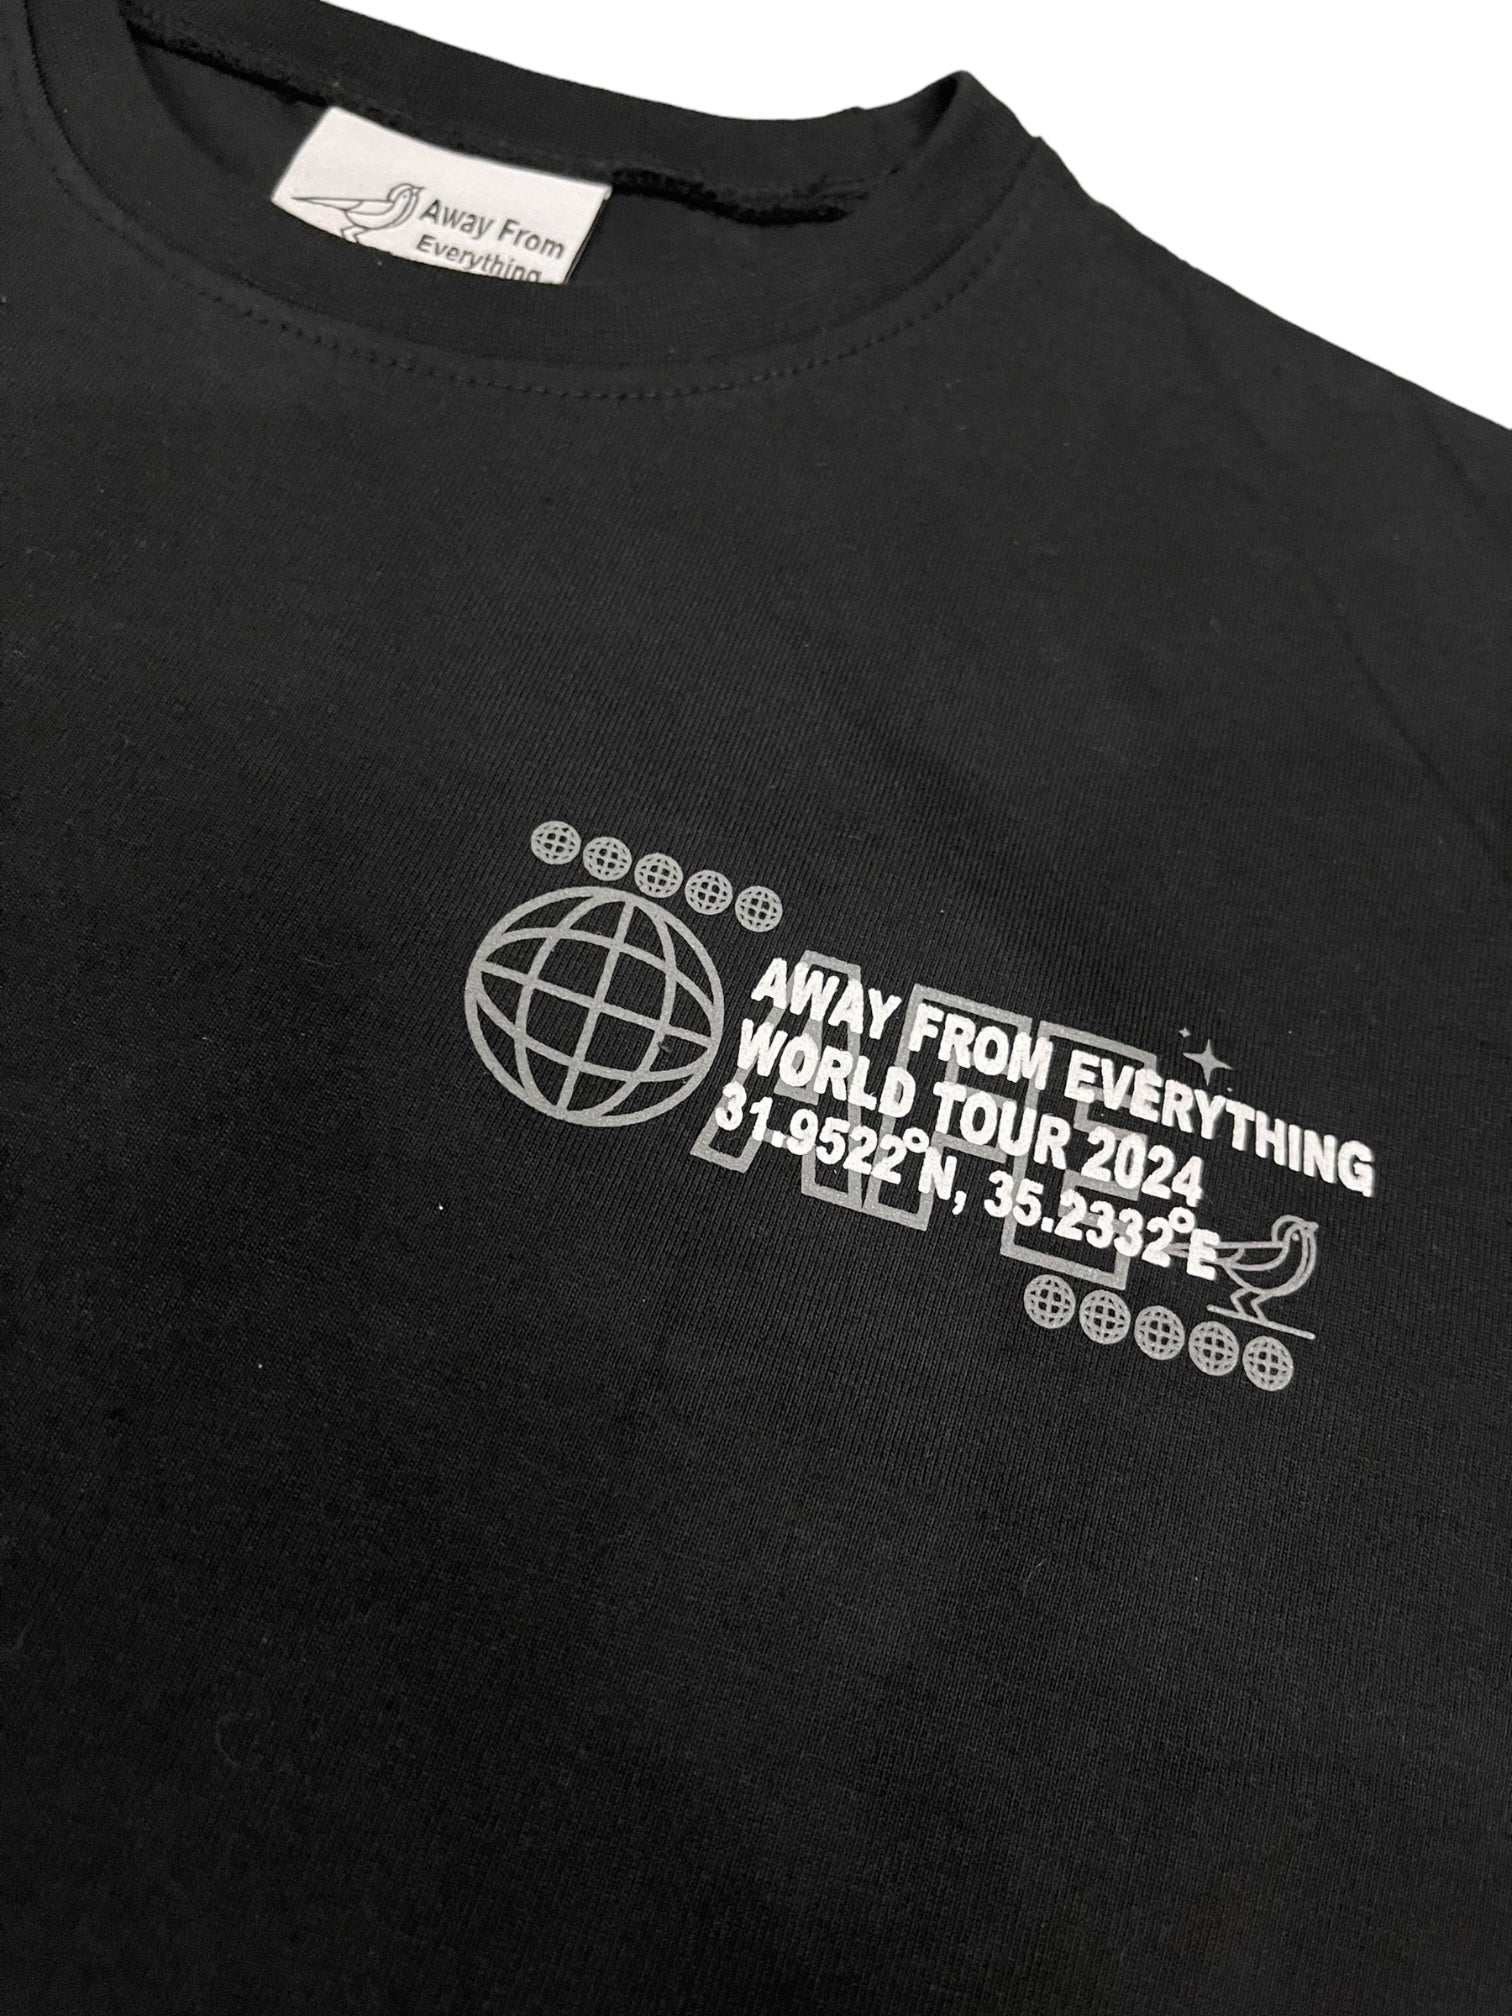 Away From
Everything
AFE
AWAY FROM EVERYTHING
WORLD TOUR 2024
31.9522°N, 35.2332°E